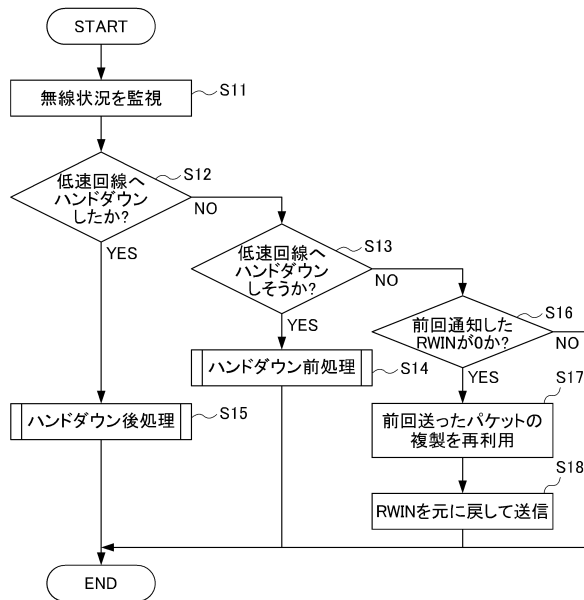 START
無線状況を監視
S11
低速回線へ
ハンドダウン
したか?
S12
NO
YES
低速回線へ
ハンドダウン
しそうか?
S13
NO
YES
前回通知した
RWINが0か?
S16
NO
YES
ハンドダウン前処理
S14
ハンドダウン後処理
S15
前回送ったパケットの
複製を再利用
S17
RWINを元に戻して送信
S18
END